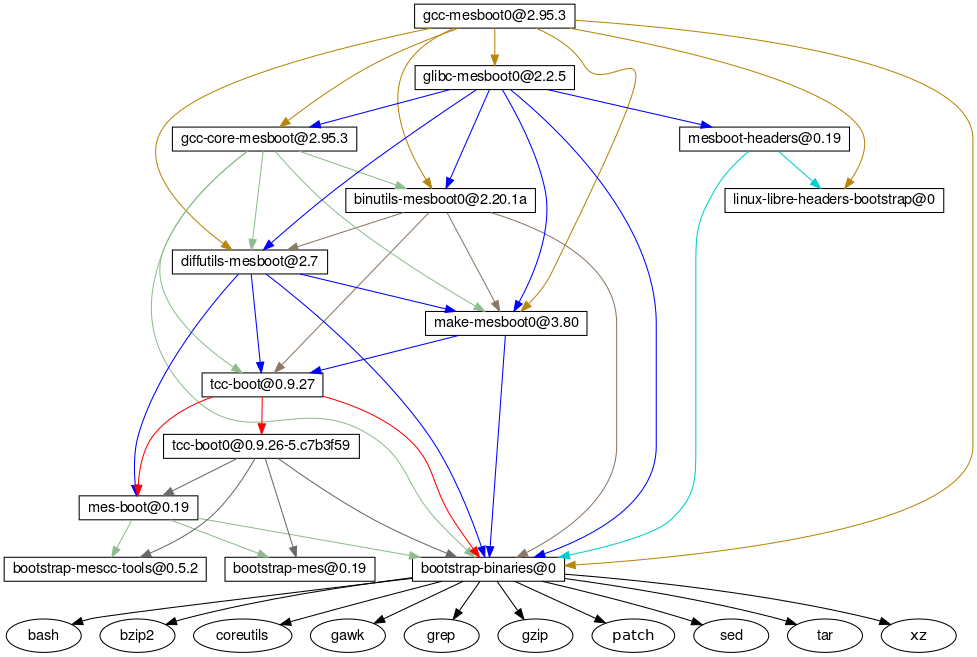 gcc-mesboot0@2.95.3
glibc-mesboot0@2.2.5
gcc-core-mesboot@2.95.3
mesboot-headers@0.19
binutils-mesboot0@2.20.1a
linux-libre-headers-bootstrap@0
diffutils-mesboot@2.7
make-mesboot0@3.80
tcc-boot@0.9.27
tcc-boot0@0.9.26-5.c7b3f59
mes-boot@0.19
bootstrap-mescc-tools@0.5.2
bootstrap-mes@0.19
bootstrap-binaries@0
bash
bzip2
coreutils
gawk
grep
gzip
patch
sed
tar
xz